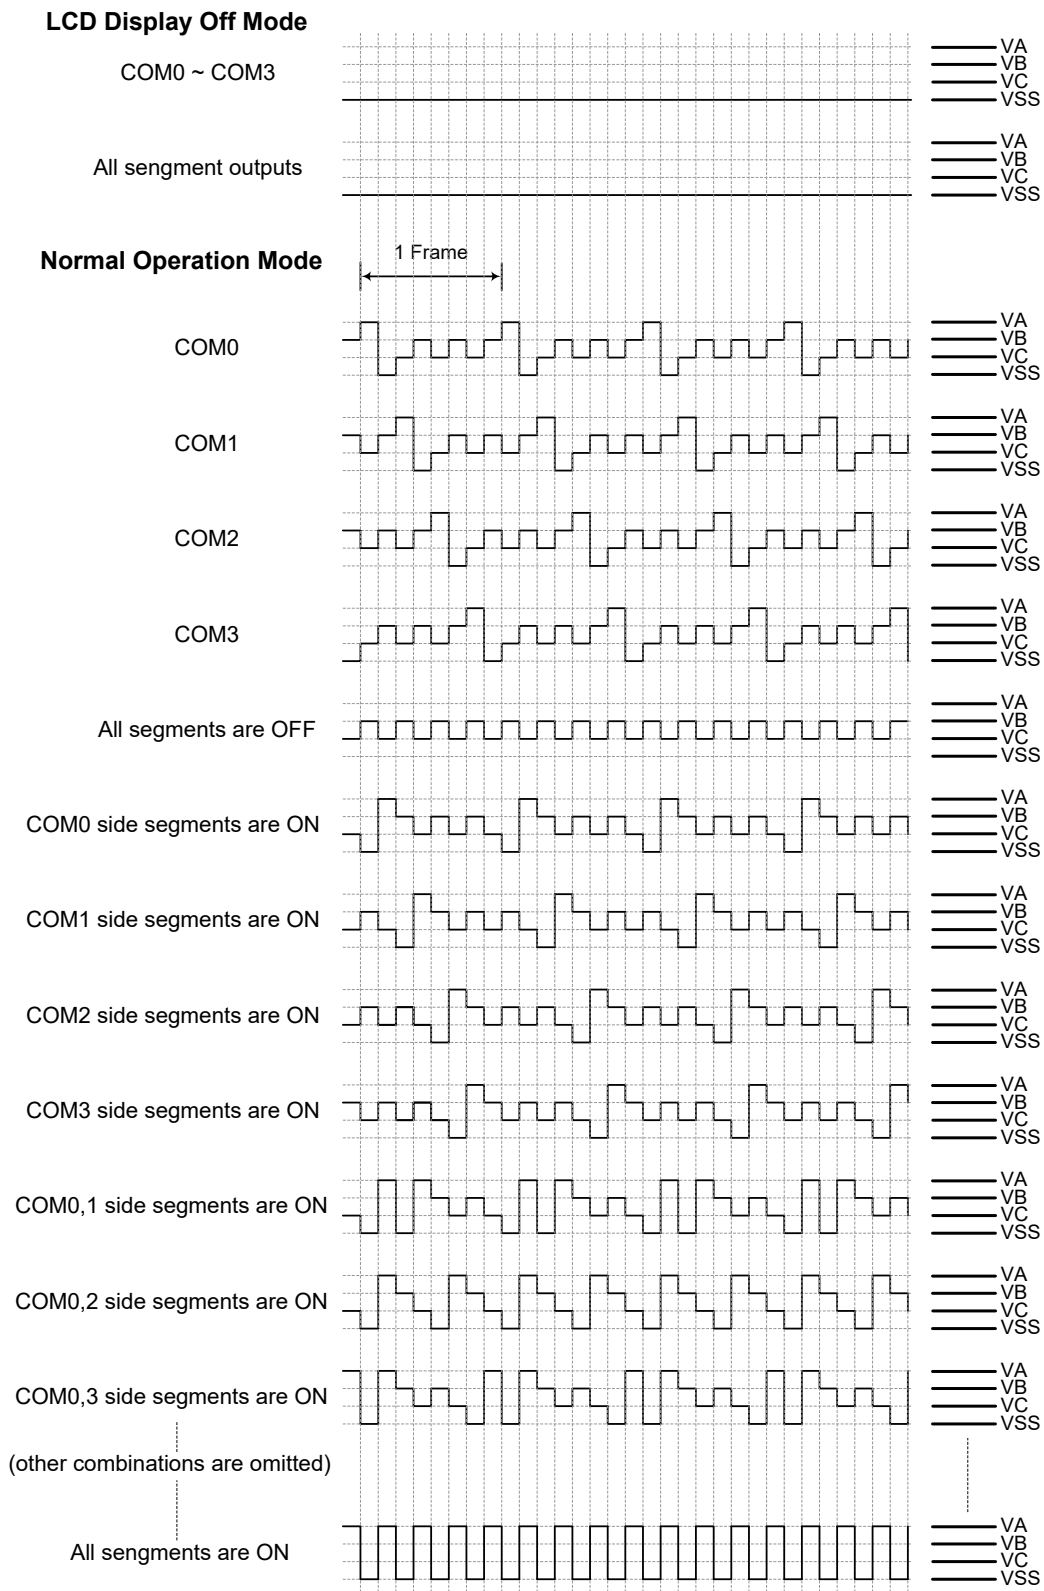 LCD Display Off Mode
COM0 ~ COM3
VA
VB
VC
VSS
All sengment outputs
VA
VB
VC
VSS
Normal Operation Mode
1 Frame
COM0
VA
VB
VC
VSS
COM1
VA
VB
VC
VSS
COM2
VA
VB
VC
VSS
COM3
VA
VB
VC
VSS
All segments are OFF
VA
VB
VC
VSS
COM0 side segments are ON
VA
VB
VC
VSS
COM1 side segments are ON
VA
VB
VC
VSS
COM2 side segments are ON
VA
VB
VC
VSS
COM3 side segments are ON
VA
VB
VC
VSS
COM0,1 side segments are ON
VA
VB
VC
VSS
COM0,2 side segments are ON
VA
VB
VC
VSS
COM0,3 side segments are ON
VA
VB
VC
VSS
(other combinations are omitted)
All sengments are ON
VA
VB
VC
VSS